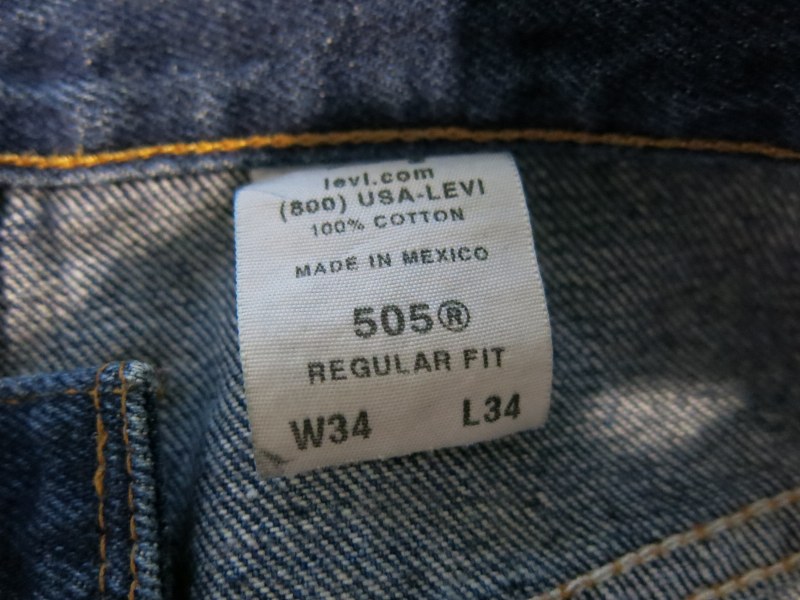 levi.com
(800) USA-LEVI
100% COTTON
MADE IN MEXICO
505®
REGULAR FIT
W34 L34